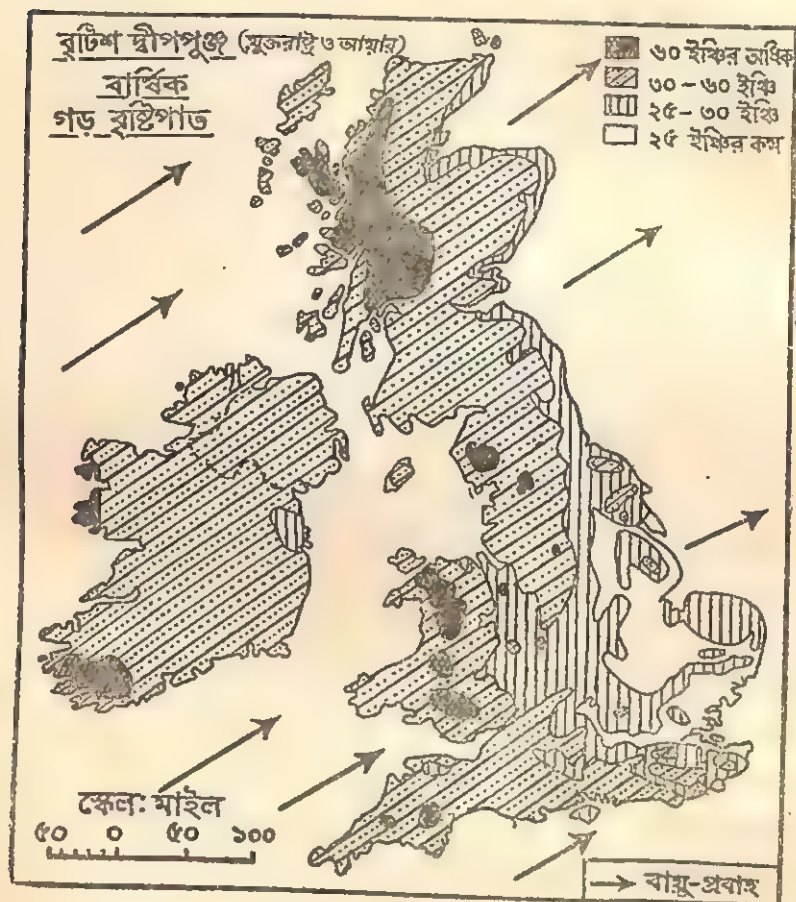 বৃটিশ দ্বীপপুঞ্জ (যুক্তরাষ্ট্র ও আয়ার)
বার্ষিক
গড় বৃষ্টিপাত
৬০ ইঞ্চির অধিক
৩০-৬০ ইঞ্চি
২৫-৩০ ইঞ্চি
২৫ ইঞ্চির কম
স্কেল: মাইল
৫০ ০ ৫০ ১০০
বায়ু-প্রবাহ